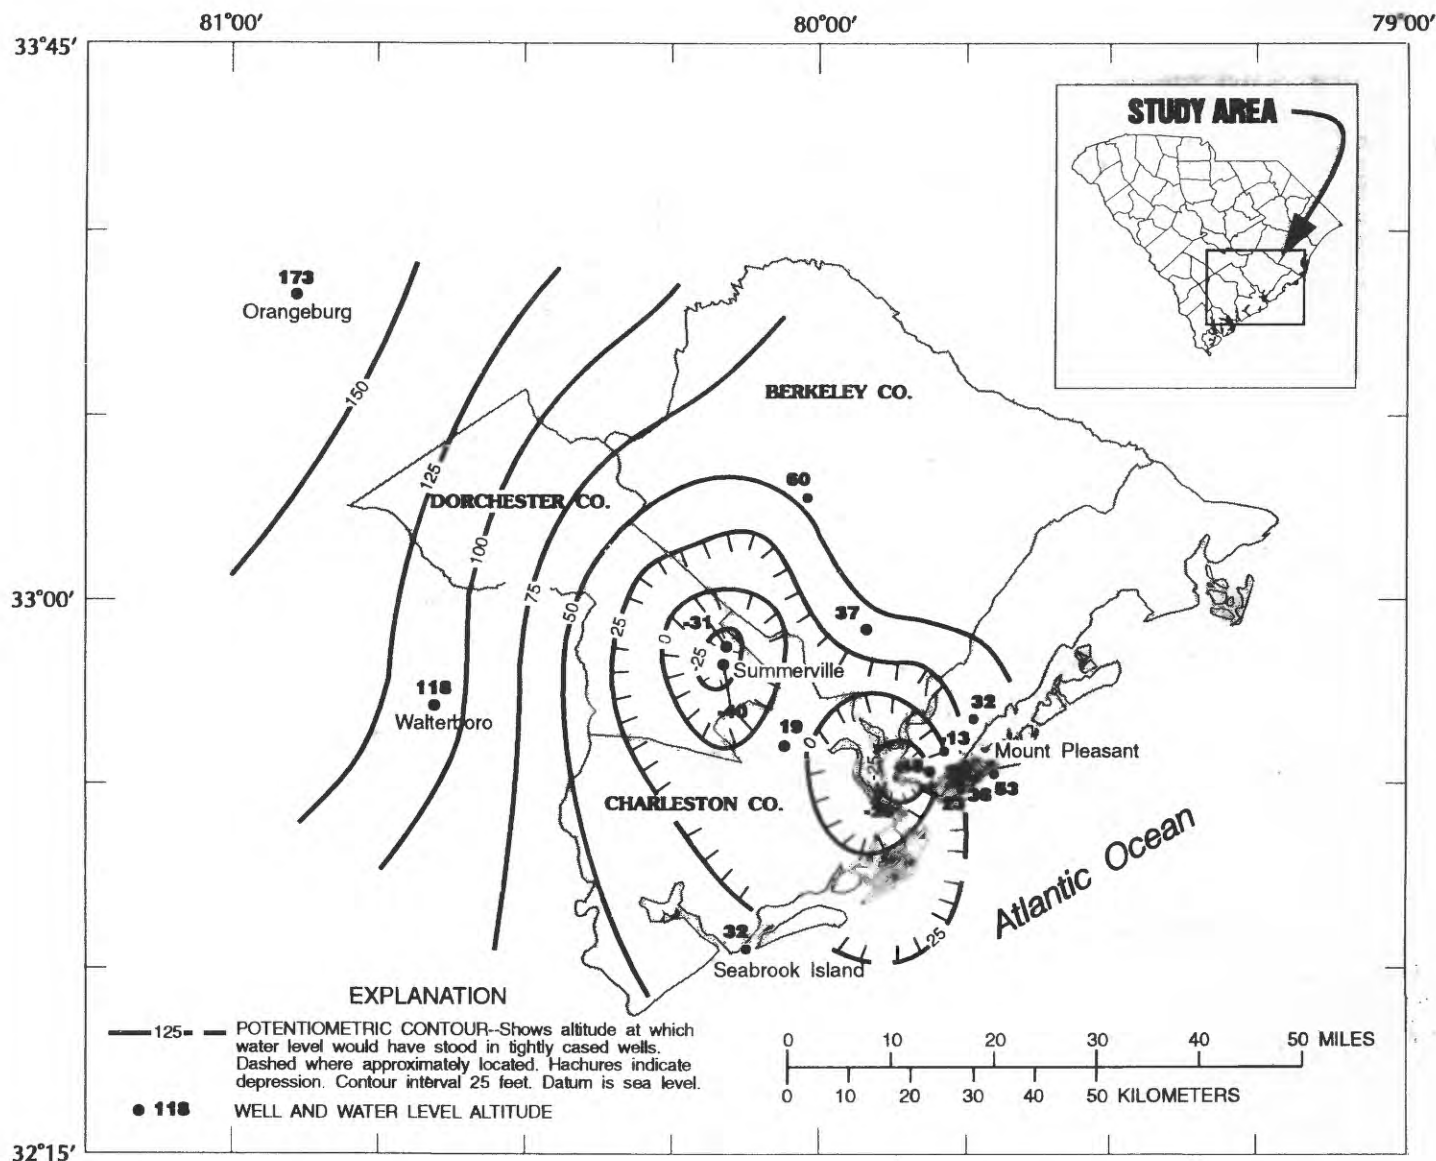 81°00′
80°00′
79°00′
33°45′
STUDY AREA
173
Orangeburg
150
BERKELEY CO.
125
DORCHESTER CO.
60
100
75
33°00′
50
25
37
-31
0
-25
Summerville
118
Walterboro
-40
19
32
0
-13
Mount Pleasant
-25
38
53
CHARLESTON CO.
Atlantic Ocean
32
25
Seabrook Island
EXPLANATION
125
POTENTIOMETRIC CONTOUR--Shows altitude at which
water level would have stood in tightly cased wells.
Dashed where approximately located. Hachures indicate
depression. Contour interval 25 feet. Datum is sea level.
118 WELL AND WATER LEVEL ALTITUDE
0 10 20 30 40 50 MILES
0 10 20 30 40 50 KILOMETERS
32°15′